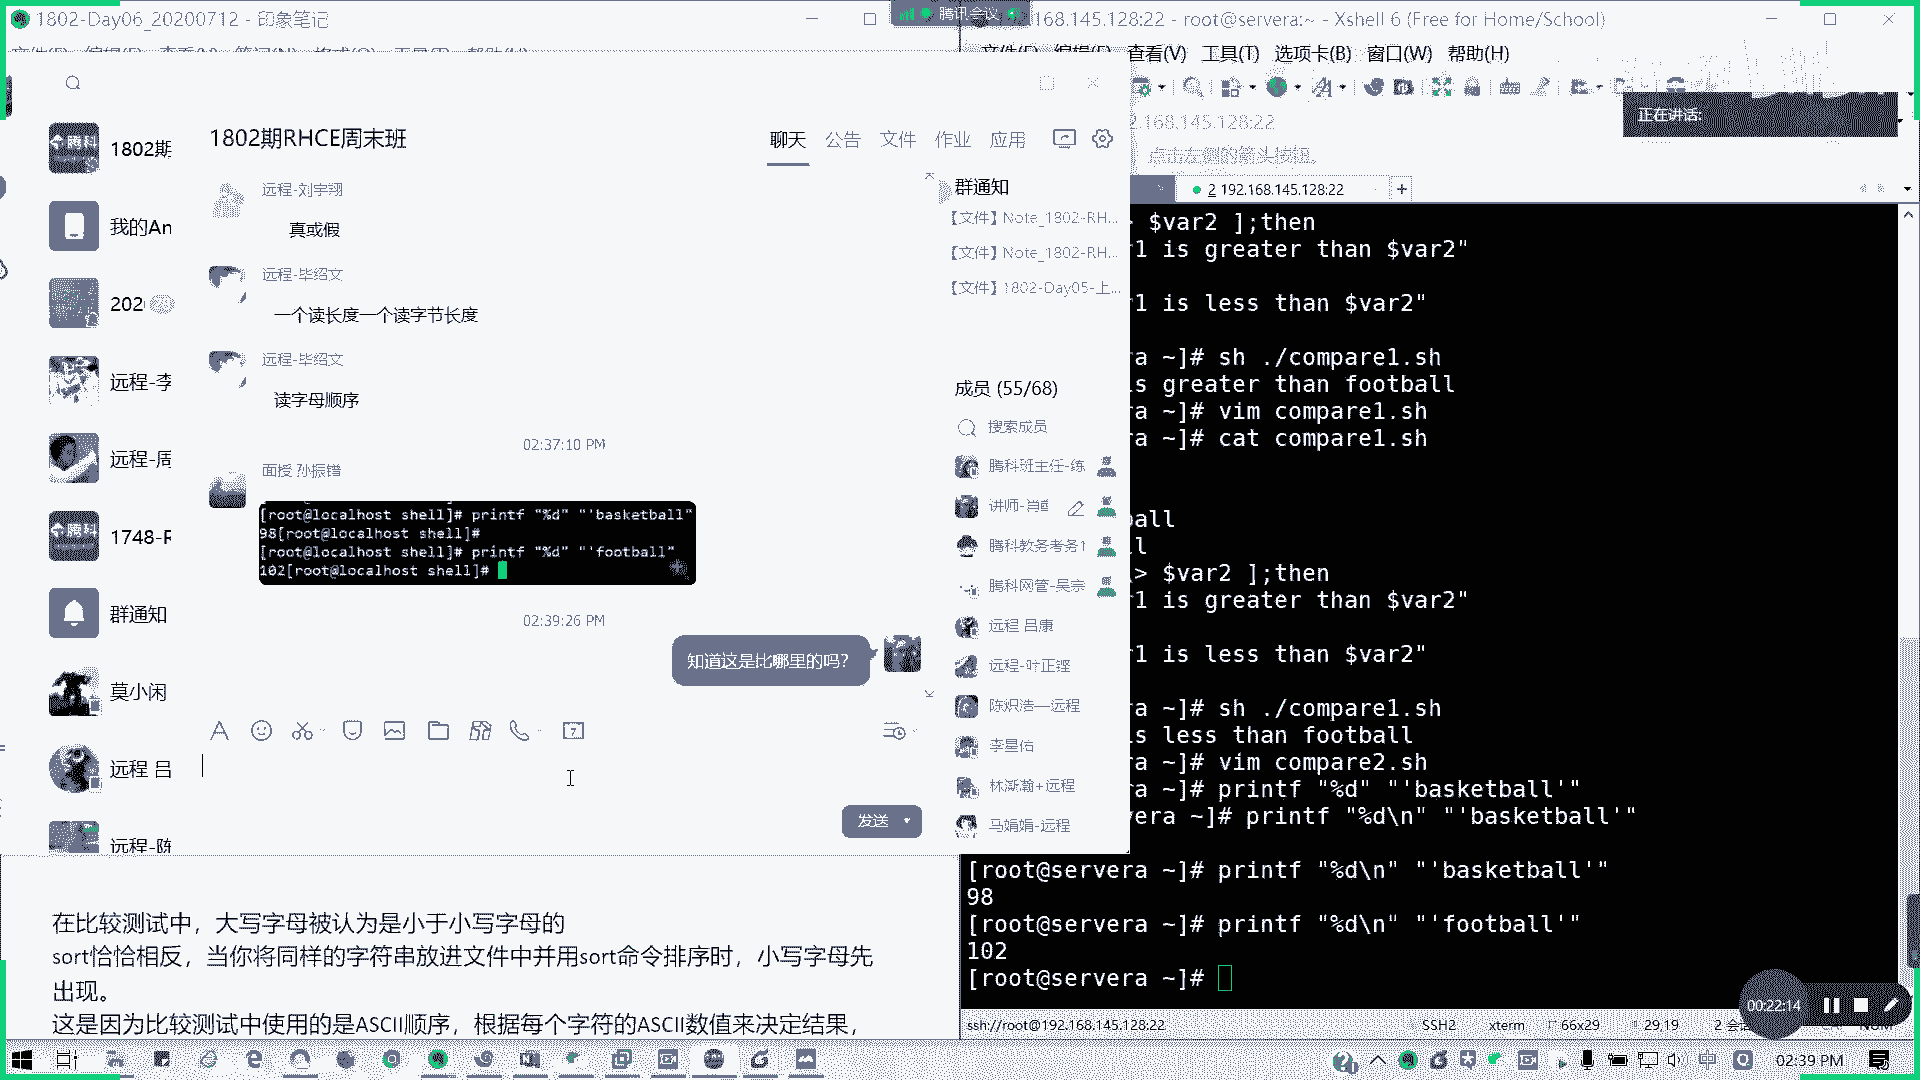 1802-Day06_20200712 - 印象笔记
腾讯会议
168.145.128:22 - root@servera:~ - Xshell 6 (Free for Home/School)
查看(V) 工具(T) 选项卡(B) 窗口(W) 帮助(H)
2.168.145.128:22
正在讲话:
点击左侧的箭头按钮。
2 192.168.145.128:22
1802期
我的An
202
远程-李
远程-周
1748-R
群通知
莫小闲
远程 吕
远程-陈
1802期RHCE周末班
聊天 公告 文件 作业 应用
远程-刘宇翔
真或假
远程-毕绍文
一个读长度一个读字节长度
远程-毕绍文
读字母顺序
02:37:10 PM
面授 孙振锴
[root@localhost shell]# printf "%d" "'basketball"
98[root@localhost shell]#
[root@localhost shell]# printf "%d" "'football"
102[root@localhost shell]#
02:39:26 PM
知道这是比哪里的吗?
发送
群通知
【文件】Note_1802-RH...
【文件】Note_1802-RH...
【文件】1802-Day05-上...
成员 (55/68)
搜索成员
腾科班主任-练
讲师-肖
腾科教务考务1
腾科网管-吴宗
远程 吕康
远程-叶正铿
陈炽浩—远程
李星佑
林渐瀚+远程
马娟娟-远程
> $var2 ];then
r1 is greater than $var2"
r1 is less than $var2"
ra ~]# sh ./compare1.sh
is greater than football
ra ~]# vim compare1.sh
ra ~]# cat compare1.sh
ball
l
\> $var2 ];then
r1 is greater than $var2"
r1 is less than $var2"
ra ~]# sh ./compare1.sh
is less than football
ra ~]# vim compare2.sh
ra ~]# printf "%d" "'basketball'"
vera ~]# printf "%d\n" "'basketball'"
[root@servera ~]# printf "%d\n" "'basketball'"
98
[root@servera ~]# printf "%d\n" "'football'"
102
[root@servera ~]#
在比较测试中，大写字母被认为是小于小写字母的
sort恰恰相反，当你将同样的字符串放进文件中并用sort命令排序时，小写字母先
出现。
这是因为比较测试中使用的是ASCII顺序，根据每个字符的ASCII数值来决定结果，
ssh://root@192.168.145.128:22
SSH2 xterm 66x29 29,19
00:22:14
中
02:39 PM